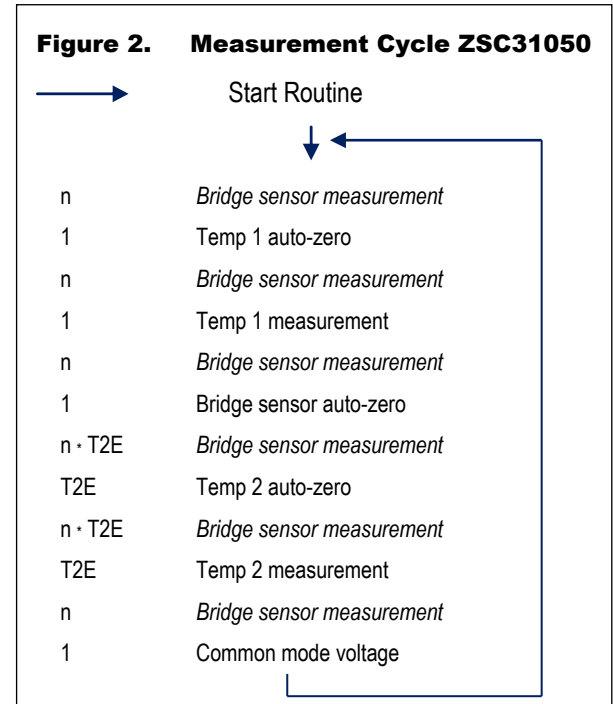 Figure 2. Measurement Cycle ZSC31050
Start Routine
n Bridge sensor measurement
1 Temp 1 auto-zero
n Bridge sensor measurement
1 Temp 1 measurement
n Bridge sensor measurement
1 Bridge sensor auto-zero
n * T2E Bridge sensor measurement
T2E Temp 2 auto-zero
n * T2E Bridge sensor measurement
T2E Temp 2 measurement
n Bridge sensor measurement
1 Common mode voltage